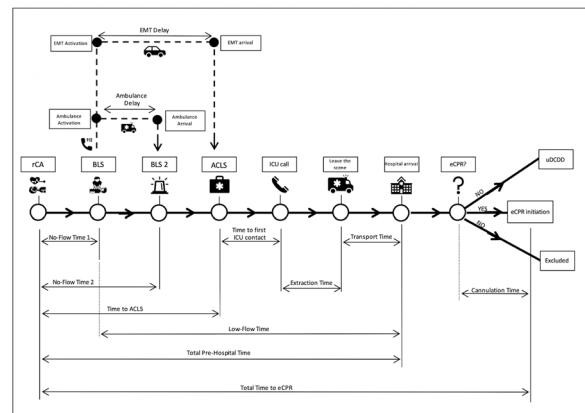 EMT Delay
EMT Activation
EMT arrival
Ambulance
Delay
Ambulance
Activation
Ambulance
Arrival
rCA
BLS
BLS 2
ACLS
ICU call
Leave the
scene
Hospital arrival
eCPR?
uDCDD
NO
YES
eCPR initiation
NO
Excluded
No-Flow Time 1
Time to first
ICU contact
Transport Time
No-Flow Time 2
Extraction Time
Cannulation Time
Time to ACLS
Low-Flow Time
Total Pre-Hospital Time
Total Time to eCPR